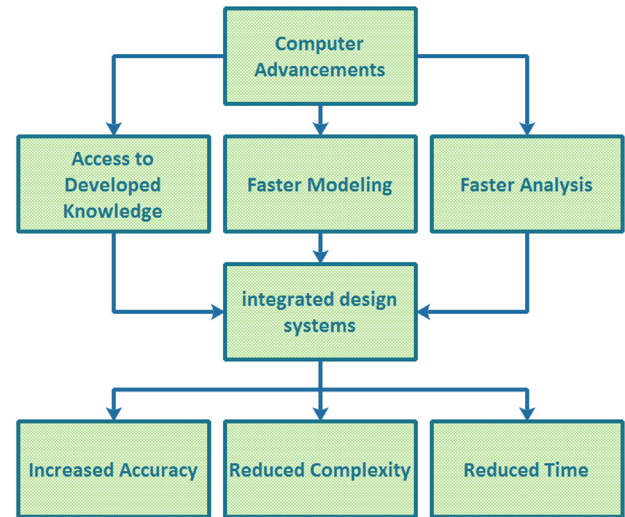 Computer
Advancements
Access to
Developed
Knowledge
Faster Modeling
Faster Analysis
integrated design
systems
Increased Accuracy
Reduced Complexity
Reduced Time